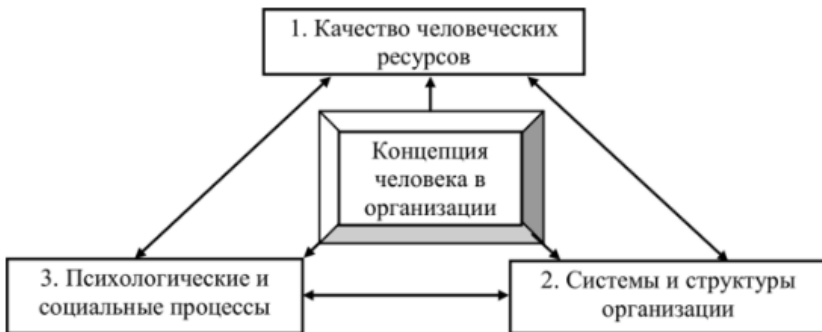 1. Качество человеческих
ресурсов
Концепция
человека в
организации
3. Психологические и
социальные процессы
2. Системы и структуры
организации